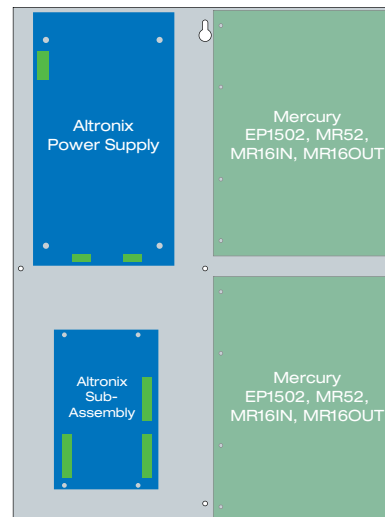 Altronix
Power Supply
Mercury
EP1502, MR52,
MR16IN, MR16OUT
Altronix
Sub-
Assembly
Mercury
EP1502, MR52,
MR16IN, MR16OUT